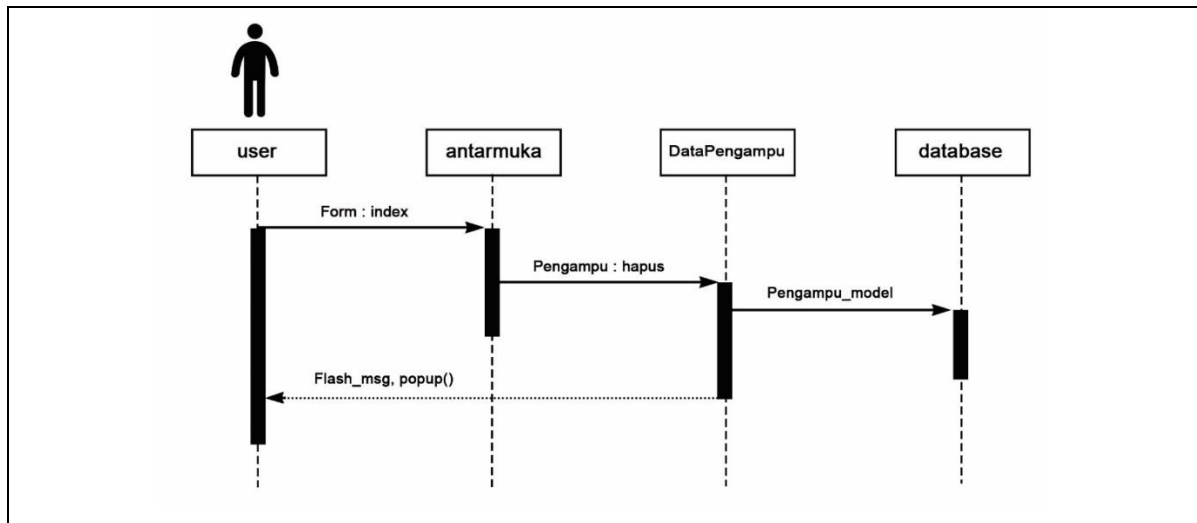 user
antarmuka
DataPengampu
database
Form : index
Pengampu : hapus
Pengampu_model
Flash_msg, popup()